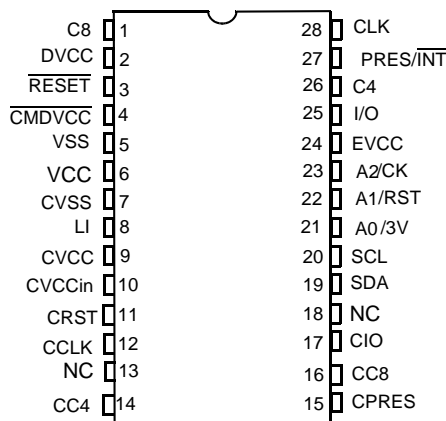 C8 1 28 CLK
DVCC 2 27 PRES/INT
RESET 3 26 C4
CMDVCC 4 25 I/O
VSS 5 24 EVCC
VCC 6 23 A2/CK
CVSS 7 22 A1/RST
LI 8 21 A0/3V
CVCC 9 20 SCL
CVCCin 10 19 SDA
CRST 11 18 NC
CCLK 12 17 CIO
NC 13 16 CC8
CC4 14 15 CPRES